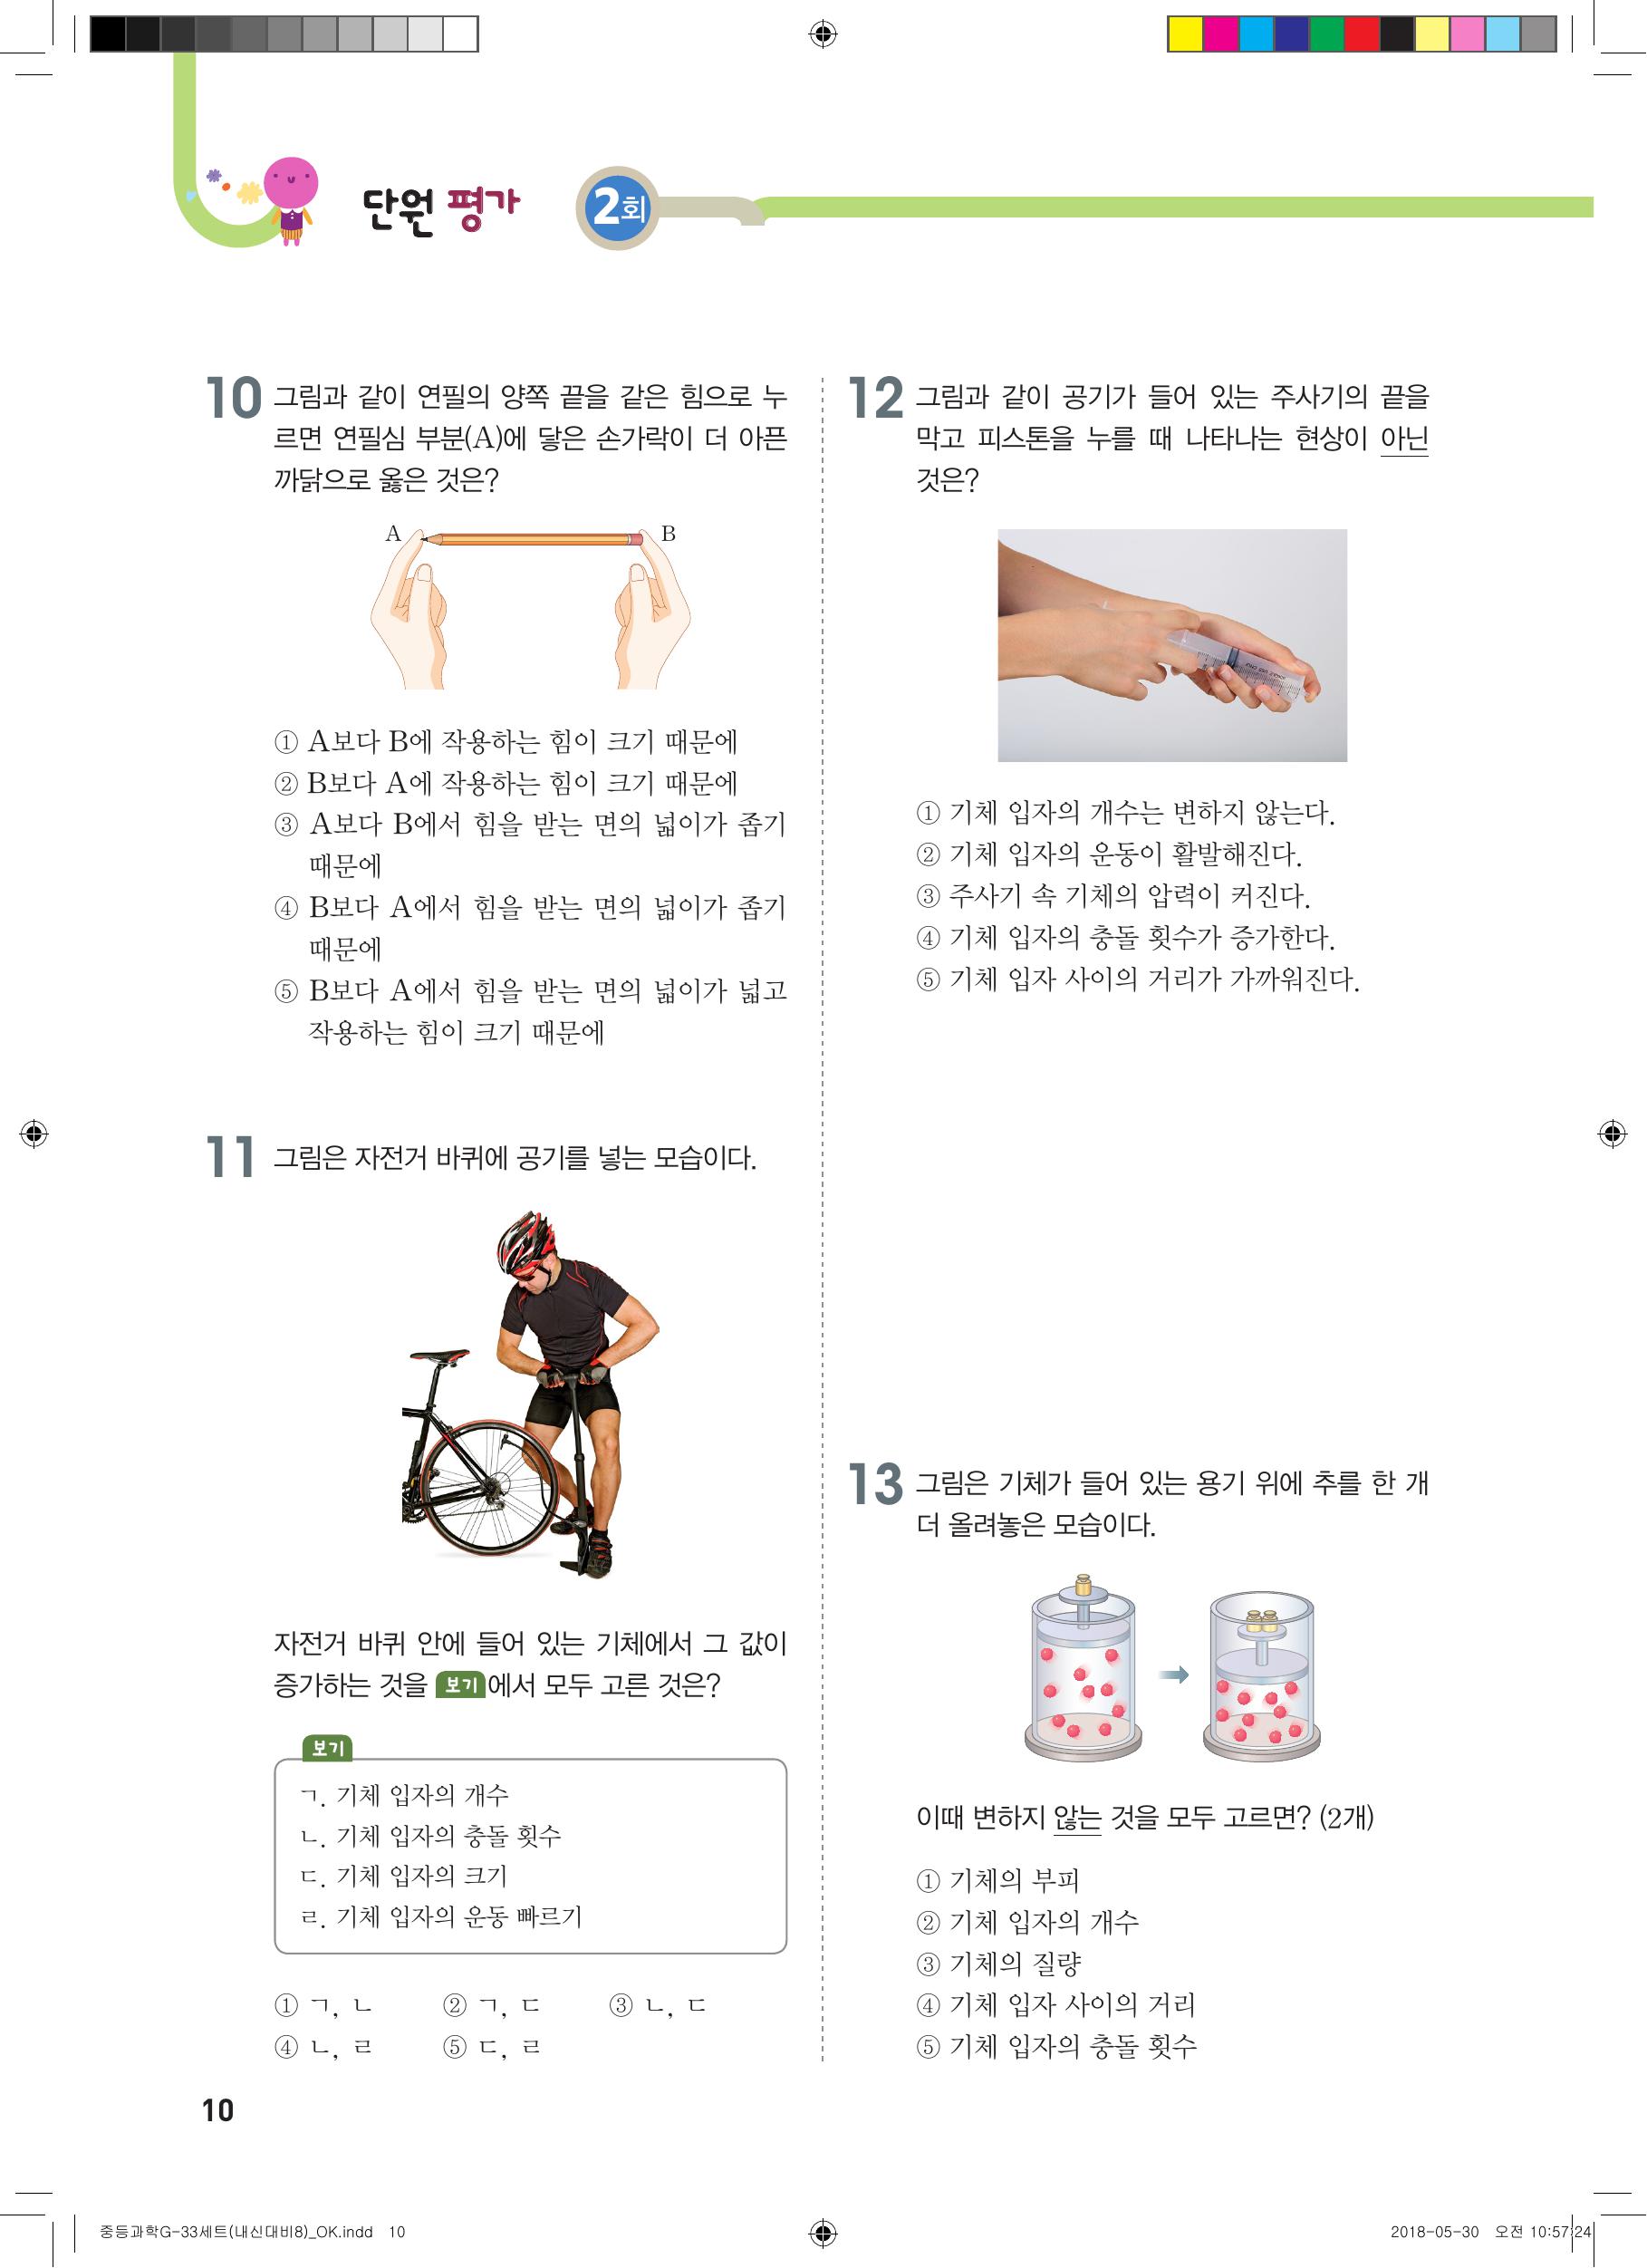 단원 평가 2회
10 그림과 같이 연필의 양쪽 끝을 같은 힘으로 누
르면 연필심 부분(A)에 닿은 손가락이 더 아픈
까닭으로 옳은 것은?
A B
① A보다 B에 작용하는 힘이 크기 때문에
② B보다 A에 작용하는 힘이 크기 때문에
③ A보다 B에서 힘을 받는 면의 넓이가 좁기
때문에
④ B보다 A에서 힘을 받는 면의 넓이가 좁기
때문에
⑤ B보다 A에서 힘을 받는 면의 넓이가 넓고
작용하는 힘이 크기 때문에
11 그림은 자전거 바퀴에 공기를 넣는 모습이다.
자전거 바퀴 안에 들어 있는 기체에서 그 값이
증가하는 것을 보기에서 모두 고른 것은?
보기
ㄱ. 기체 입자의 개수
ㄴ. 기체 입자의 충돌 횟수
ㄷ. 기체 입자의 크기
ㄹ. 기체 입자의 운동 빠르기
① ㄱ, ㄴ ② ㄱ, ㄷ ③ ㄴ, ㄷ
④ ㄴ, ㄹ ⑤ ㄷ, ㄹ
12 그림과 같이 공기가 들어 있는 주사기의 끝을
막고 피스톤을 누를 때 나타나는 현상이 아닌
것은?
① 기체 입자의 개수는 변하지 않는다.
② 기체 입자의 운동이 활발해진다.
③ 주사기 속 기체의 압력이 커진다.
④ 기체 입자의 충돌 횟수가 증가한다.
⑤ 기체 입자 사이의 거리가 가까워진다.
13 그림은 기체가 들어 있는 용기 위에 추를 한 개
더 올려놓은 모습이다.
이때 변하지 않는 것을 모두 고르면? (2개)
① 기체의 부피
② 기체 입자의 개수
③ 기체의 질량
④ 기체 입자 사이의 거리
⑤ 기체 입자의 충돌 횟수
10
중등과학G-33세트(내신대비8)_OK.indd 10
2018-05-30 오전 10:57:24